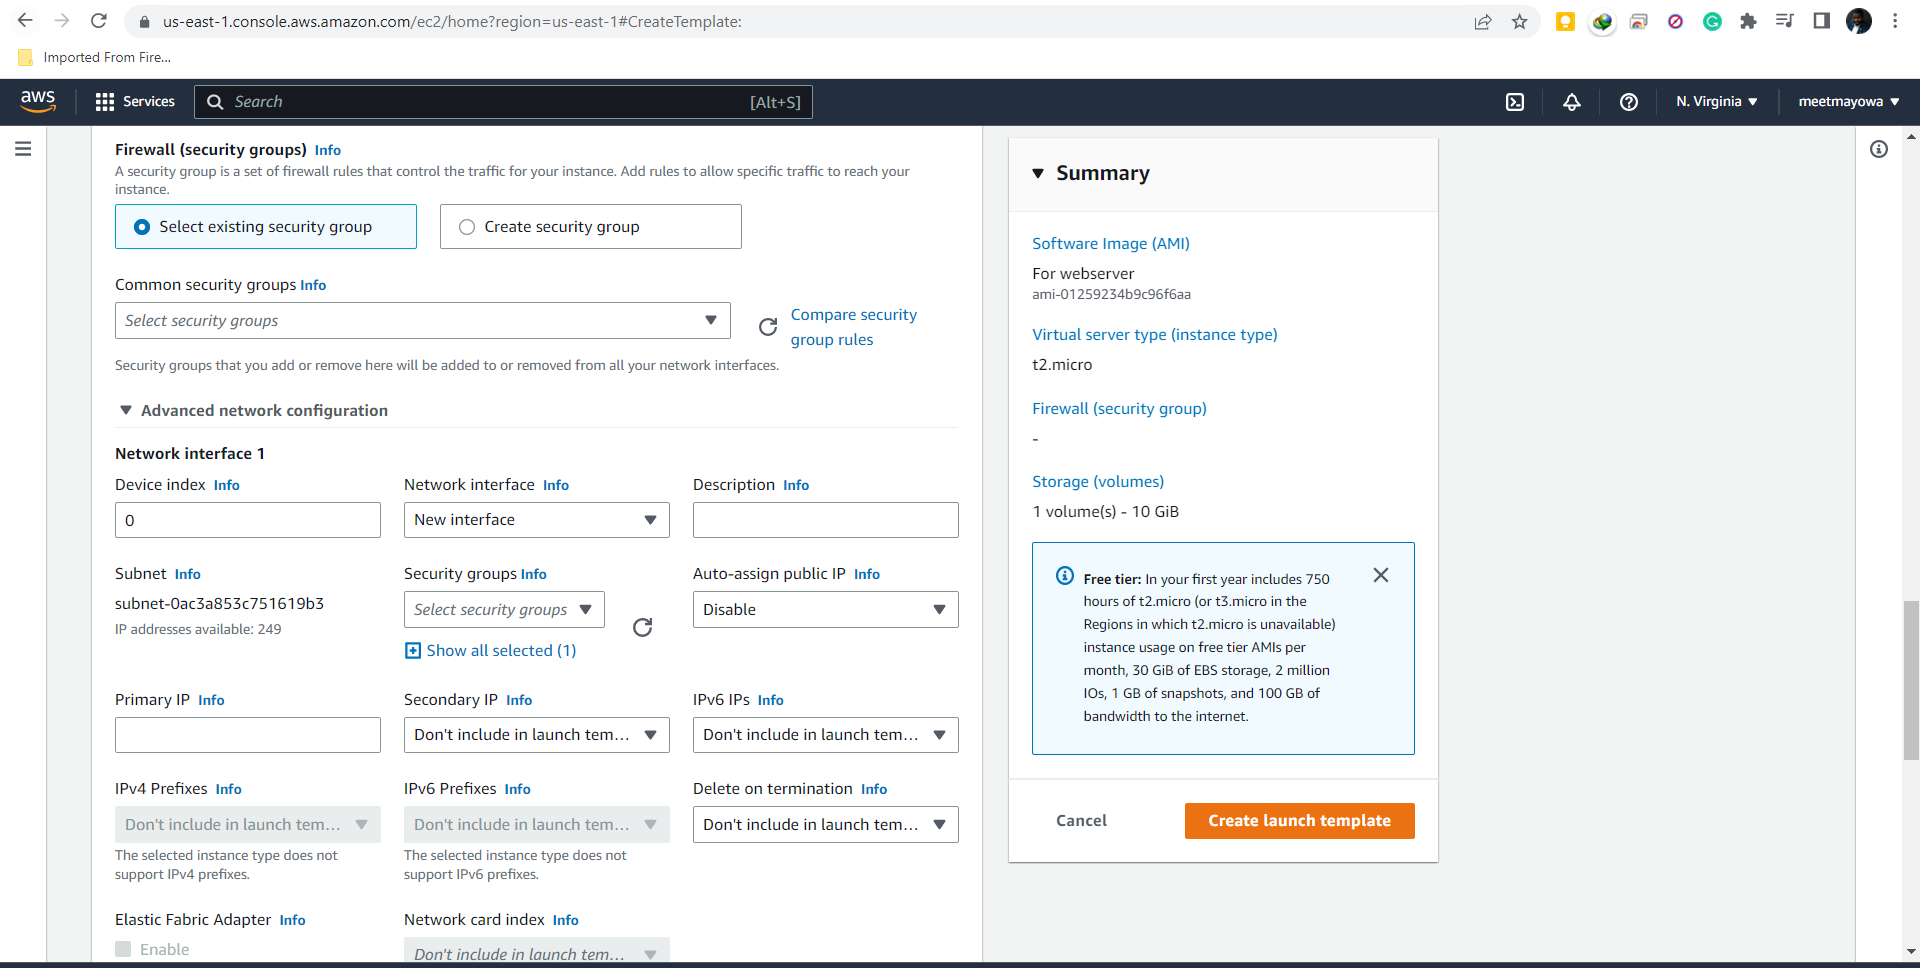 us-east-1.console.aws.amazon.com/ec2/home?region=us-east-1#CreateTemplate:
Imported From Fire...
aws
Services
Search
[Alt+S]
N. Virginia
meetmayowa
Firewall (security groups) Info
A security group is a set of firewall rules that control the traffic for your instance. Add rules to allow specific traffic to reach your
instance.
Select existing security group
Create security group
Common security groups Info
Select security groups
Compare security
group rules
Security groups that you add or remove here will be added to or removed from all your network interfaces.
Advanced network configuration
Network interface 1
Device index Info
Network interface Info
Description Info
0
New interface
Subnet Info
Security groups Info
Auto-assign public IP Info
subnet-0ac3a853c751619b3
Select security groups
Disable
IP addresses available: 249
Show all selected (1)
Primary IP Info
Secondary IP Info
IPv6 IPs Info
Don't include in launch tem...
Don't include in launch tem...
IPv4 Prefixes Info
IPv6 Prefixes Info
Delete on termination Info
Don't include in launch tem...
Don't include in launch tem...
Don't include in launch tem...
The selected instance type does not
support IPv4 prefixes.
The selected instance type does not
support IPv6 prefixes.
Elastic Fabric Adapter Info
Network card index Info
Enable
Don't include in launch tem...
Summary
Software Image (AMI)
For webserver
ami-01259234b9c96f6aa
Virtual server type (instance type)
t2.micro
Firewall (security group)
-
Storage (volumes)
1 volume(s) - 10 GiB
Free tier: In your first year includes 750
hours of t2.micro (or t3.micro in the
Regions in which t2.micro is unavailable)
instance usage on free tier AMIs per
month, 30 GiB of EBS storage, 2 million
IOs, 1 GB of snapshots, and 100 GB of
bandwidth to the internet.
Cancel
Create launch template